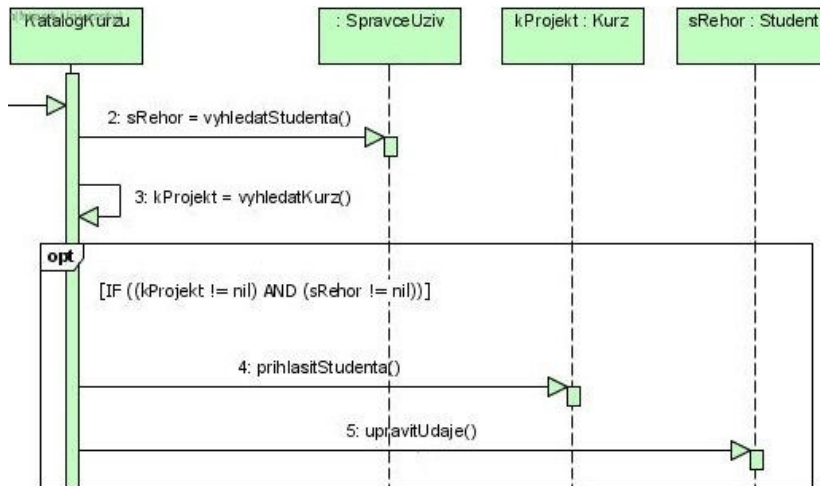 KatalogKurzu
: SpravceUziv
kProjekt : Kurz
sRehor : Student
2: sRehor = vyhledatStudenta()
3: kProjekt = vyhledatKurz()
opt
[IF ((kProjekt != nil) AND (sRehor != nil))]
4: prihlasitStudenta()
5: upravitUdaje()